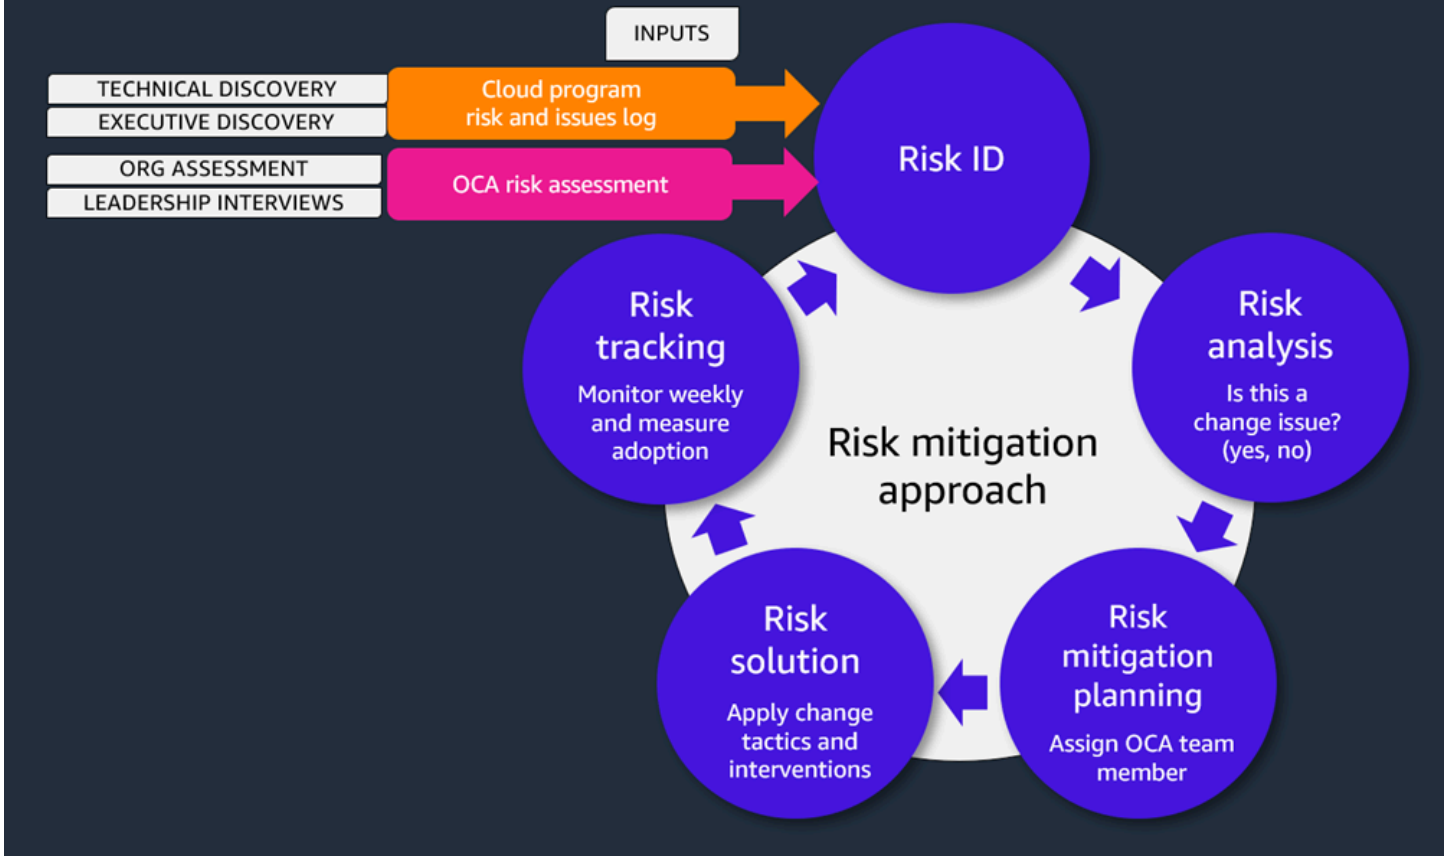 INPUTS
TECHNICAL DISCOVERY
EXECUTIVE DISCOVERY
Cloud program
risk and issues log
ORG ASSESSMENT
LEADERSHIP INTERVIEWS
OCA risk assessment
Risk ID
Risk
analysis
Is this a
change issue?
(yes, no)
Risk
mitigation
planning
Assign OCA team
member
Risk
solution
Apply change
tactics and
interventions
Risk
tracking
Monitor weekly
and measure
adoption
Risk mitigation
approach